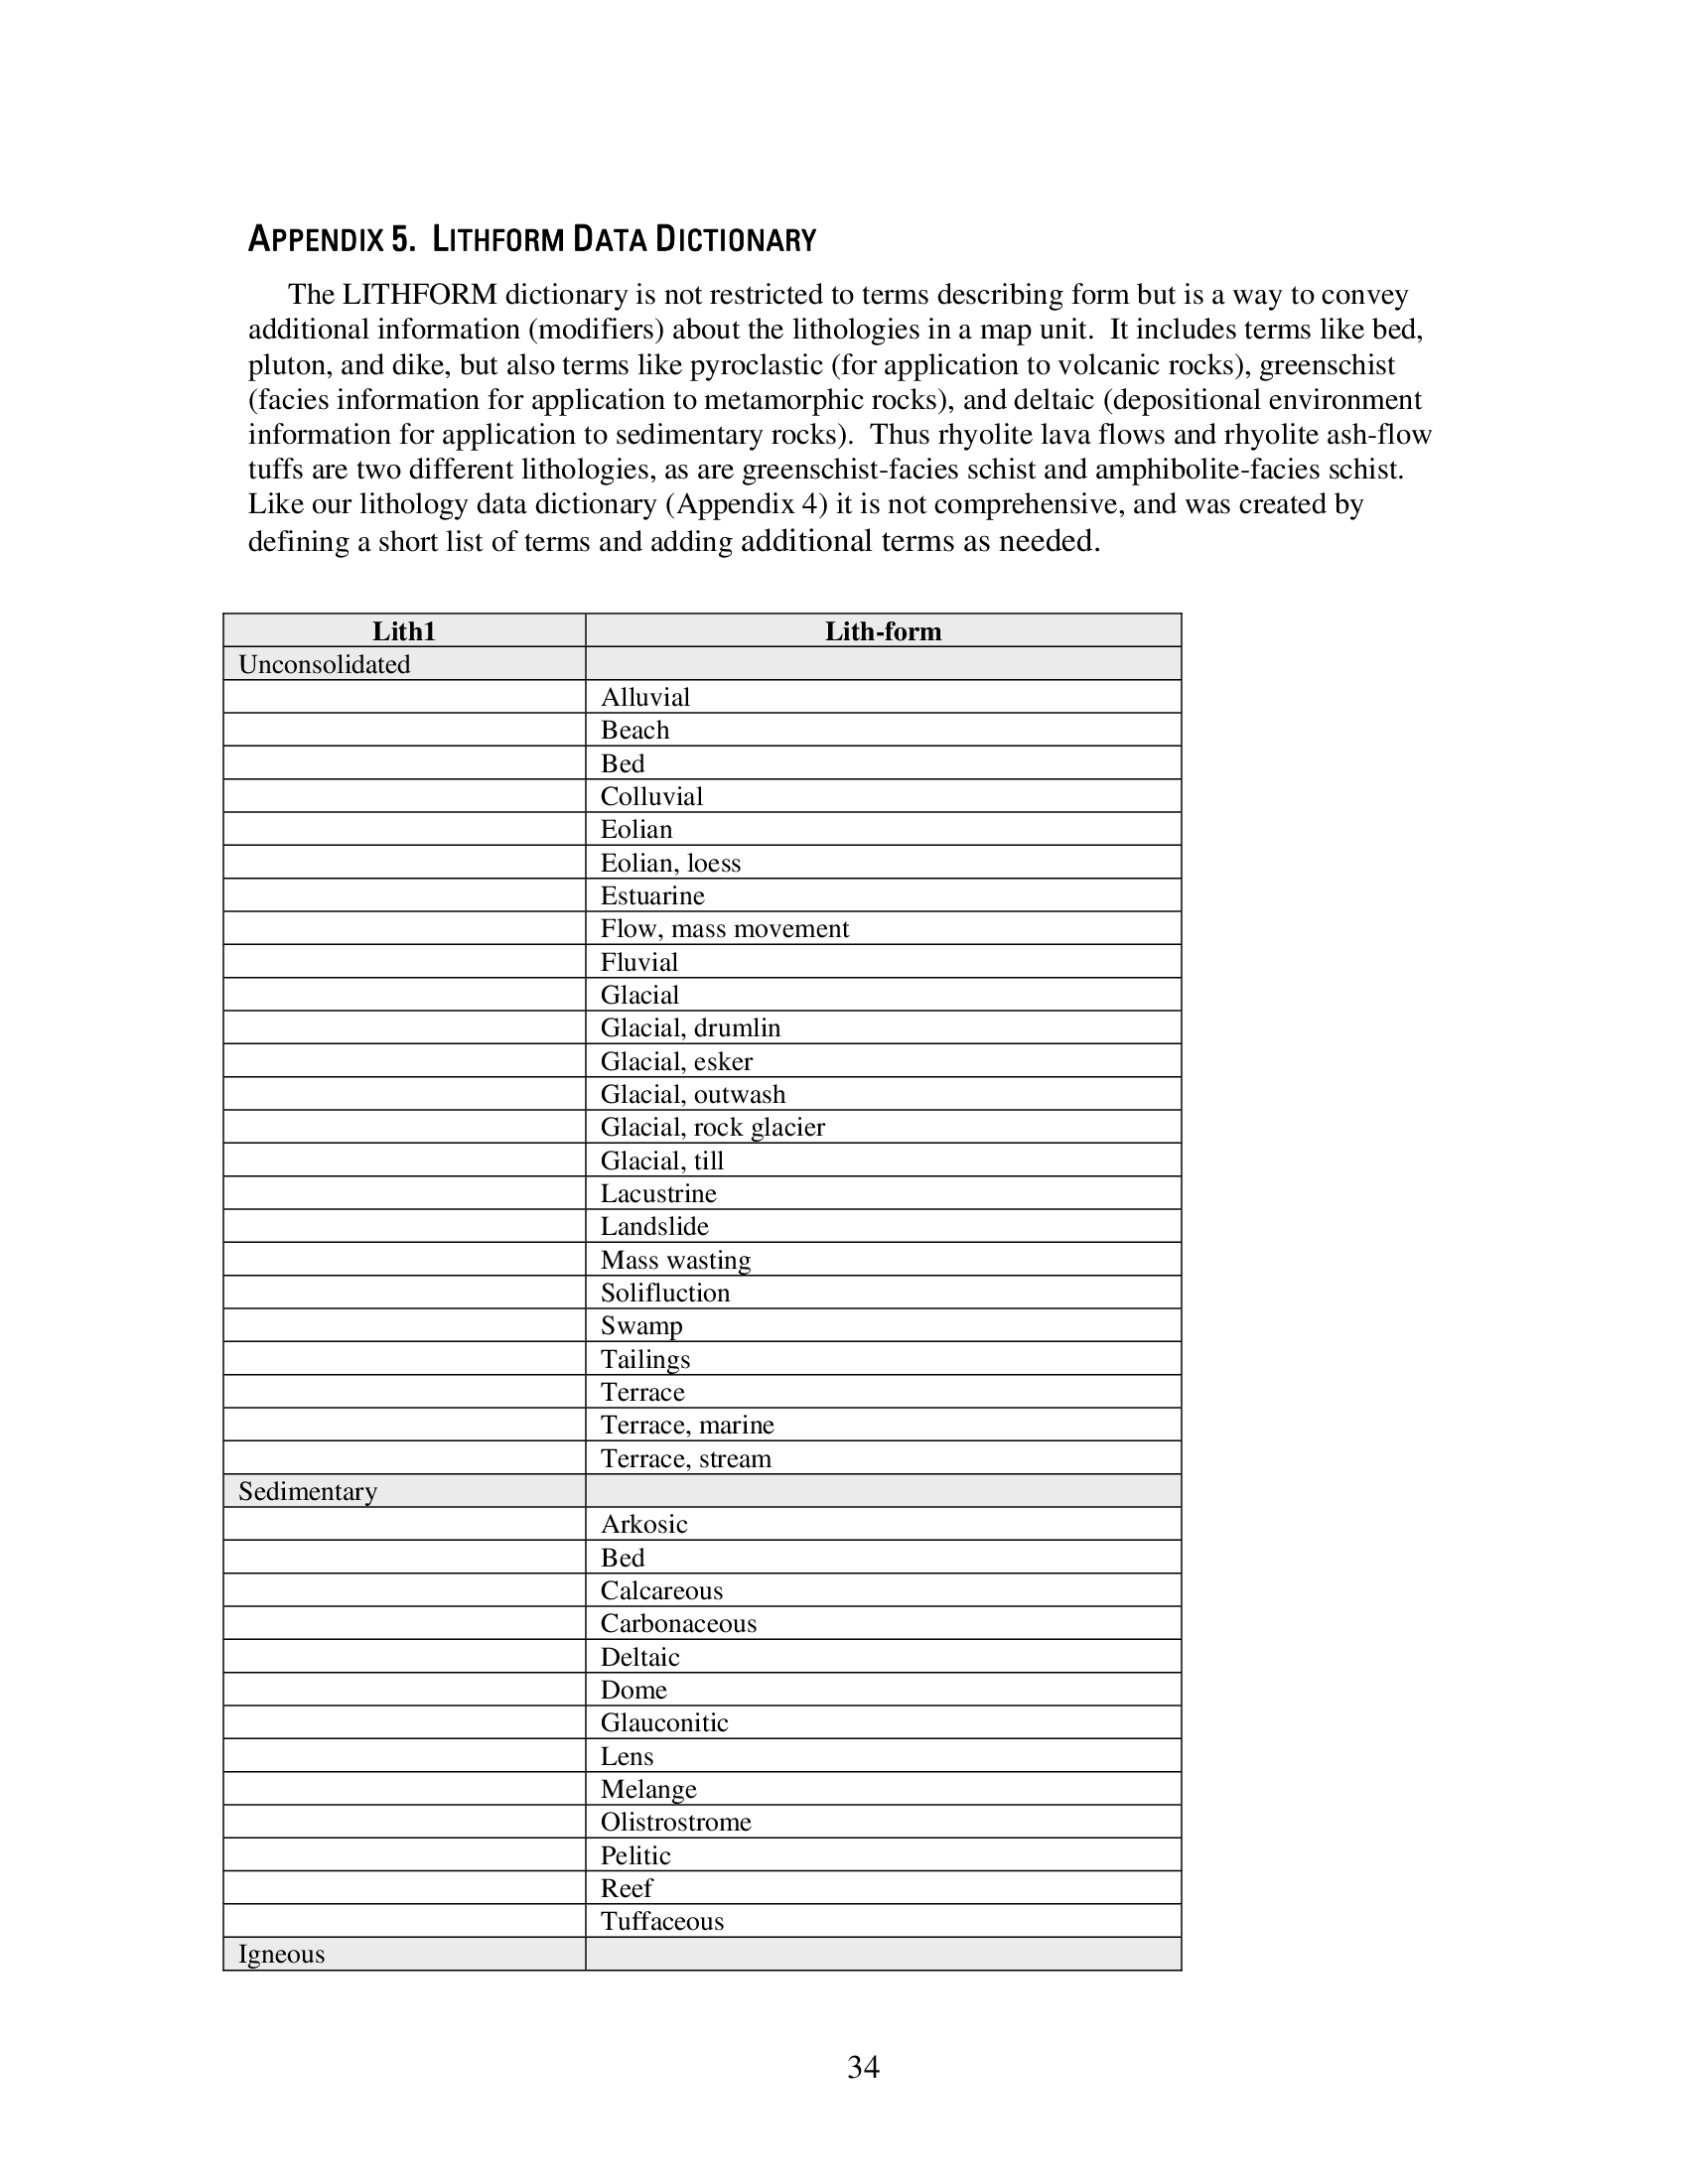 APPENDIX 5. LITHFORM DATA DICTIONARY
The LITHFORM dictionary is not restricted to terms describing form but is a way to convey
additional information (modifiers) about the lithologies in a map unit. It includes terms like bed,
pluton, and dike, but also terms like pyroclastic (for application to volcanic rocks), greenschist
(facies information for application to metamorphic rocks), and deltaic (depositional environment
information for application to sedimentary rocks). Thus rhyolite lava flows and rhyolite ash-flow
tuffs are two different lithologies, as are greenschist-facies schist and amphibolite-facies schist.
Like our lithology data dictionary (Appendix 4) it is not comprehensive, and was created by
defining a short list of terms and adding additional terms as needed.
Lith1 Lith-form
Unconsolidated
Alluvial
Beach
Bed
Colluvial
Eolian
Eolian, loess
Estuarine
Flow, mass movement
Fluvial
Glacial
Glacial, drumlin
Glacial, esker
Glacial, outwash
Glacial, rock glacier
Glacial, till
Lacustrine
Landslide
Mass wasting
Solifluction
Swamp
Tailings
Terrace
Terrace, marine
Terrace, stream
Sedimentary
Arkosic
Bed
Calcareous
Carbonaceous
Deltaic
Dome
Glauconitic
Lens
Melange
Olistrostrome
Pelitic
Reef
Tuffaceous
Igneous
34